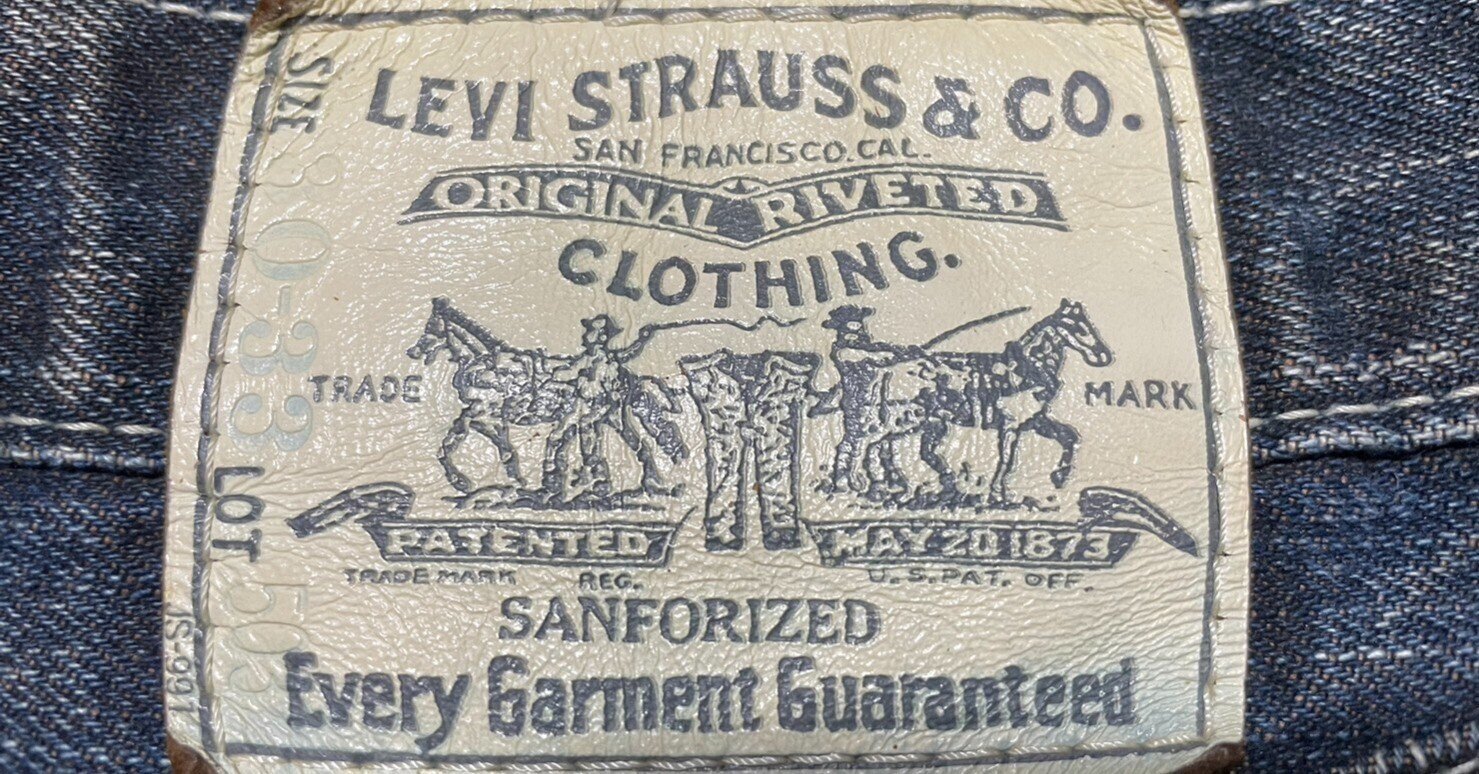 LEVI STRAUSS & CO.
SAN FRANCISCO.CAL.
ORIGINAL RIVETED
CLOTHING.
TRADE MARK
PATENTED MAY 20 1873
TRADE MARK REG. U.S.PAT. OFF.
SANFORIZED
Every Garment Guaranteed
SIZE
LOT